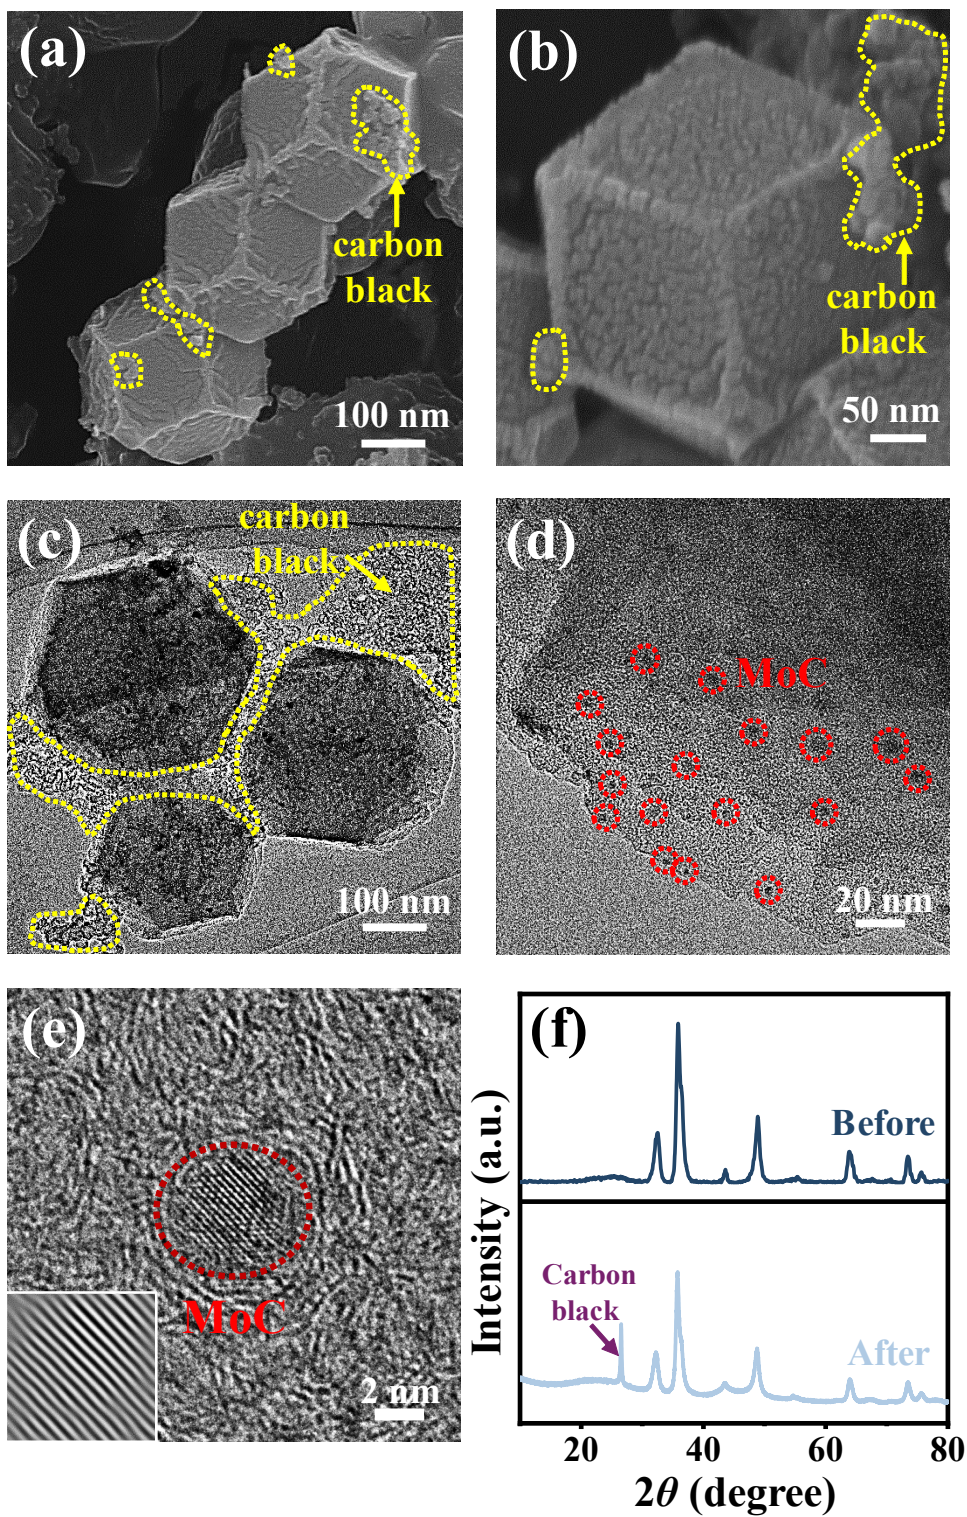 (a)
carbon
black
100 nm
(b)
carbon
black
50 nm
(c)
carbon
black
100 nm
(d)
MoC
20 nm
(e)
MoC
2 nm
(f)
Before
Carbon
black
After
Intensity (a.u.)
20 40 60 80
2θ (degree)